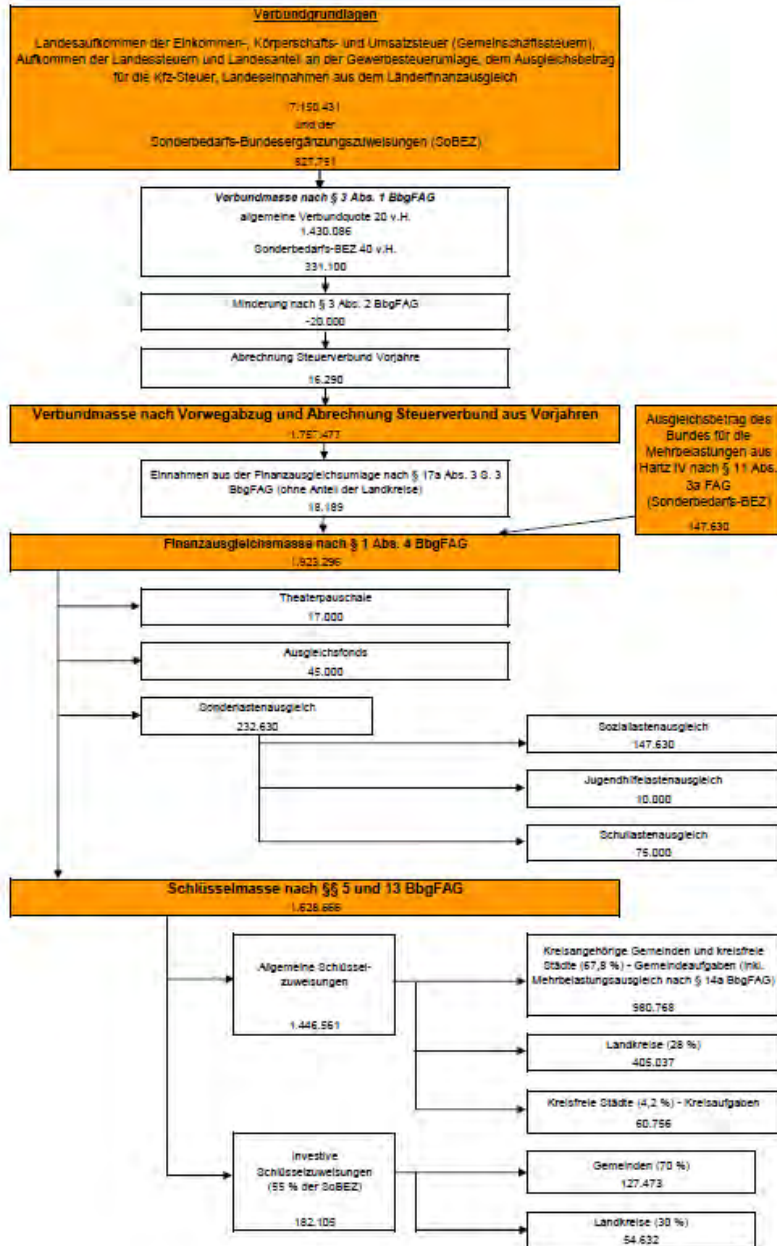 Verbundgrundlagen
Landesaufkommen der Einkommen-, Körperschafts- und Umsatzsteuer (Gemeinschaftssteuern),
Aufkommen der Landessteuern und Landesanteil an der Gewerbesteuerumlage, dem Ausgleichsbetrag
für die Kfz-Steuer, Landeseinnahmen aus dem Länderfinanzausgleich
7.150.431
und der
Sonderbedarfs-Bundesergänzungszuweisungen (SoBEZ)
827.751
Verbundmasse nach § 3 Abs. 1 BbgFAG
allgemeine Verbundquote 20 v.H.
1.430.086
Sonderbedarfs-BEZ 40 v.H.
331.100
Minderung nach § 3 Abs. 2 BbgFAG
-20.000
Abrechnung Steuerverbund Vorjahre
16.290
Verbundmasse nach Vorwegabzug und Abrechnung Steuerverbund aus Vorjahren
1.757.477
Ausgleichsbetrag des
Bundes für die
Mehrbelastungen aus
Hartz IV nach § 11 Abs.
3a FAG
(Sonderbedarfs-BEZ)
147.630
Einnahmen aus der Finanzausgleichsumlage nach § 17a Abs. 3 S. 3
BbgFAG (ohne Anteil der Landkreise)
18.189
Finanzausgleichsmasse nach § 1 Abs. 4 BbgFAG
1.923.296
Theaterpauschale
17.000
Ausgleichsfonds
45.000
Sonderlastenausgleich
232.630
Soziallastenausgleich
147.630
Jugendhilfelastenausgleich
10.000
Schullastenausgleich
75.000
Schlüsselmasse nach §§ 5 und 13 BbgFAG
1.628.666
Allgemeine Schlüssel-
zuweisungen
1.446.561
Kreisangehörige Gemeinden und kreisfreie
Städte (67,8 %) - Gemeindeaufgaben (inkl.
Mehrbelastungsausgleich nach § 14a BbgFAG)
980.768
Landkreise (28 %)
405.037
Kreisfreie Städte (4,2 %) - Kreisaufgaben
60.756
Investive
Schlüsselzuweisungen
(55 % der SoBEZ)
182.105
Gemeinden (70 %)
127.473
Landkreise (30 %)
54.632